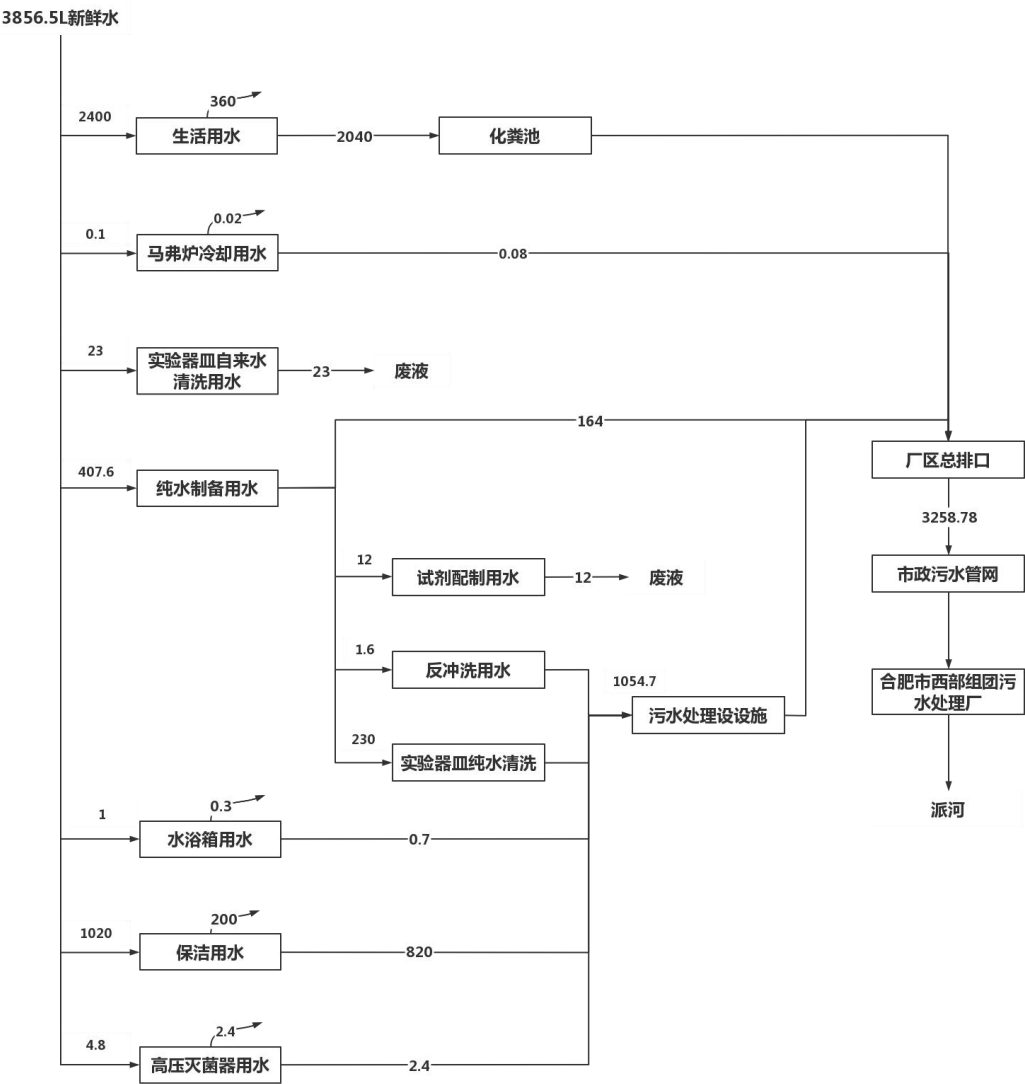 3856.5L新鲜水
360
2400
生活用水
2040
化粪池
0.02
0.1
马弗炉冷却用水
0.08
23
实验器皿自来水
清洗用水
23
废液
164
407.6
纯水制备用水
厂区总排口
3258.78
12
试剂配制用水
12
废液
市政污水管网
1.6
反冲洗用水
1054.7
污水处理设设施
合肥市西部组团污
水处理厂
230
实验器皿纯水清洗
0.3
1
水浴箱用水
0.7
派河
200
1020
保洁用水
820
2.4
4.8
高压灭菌器用水
2.4